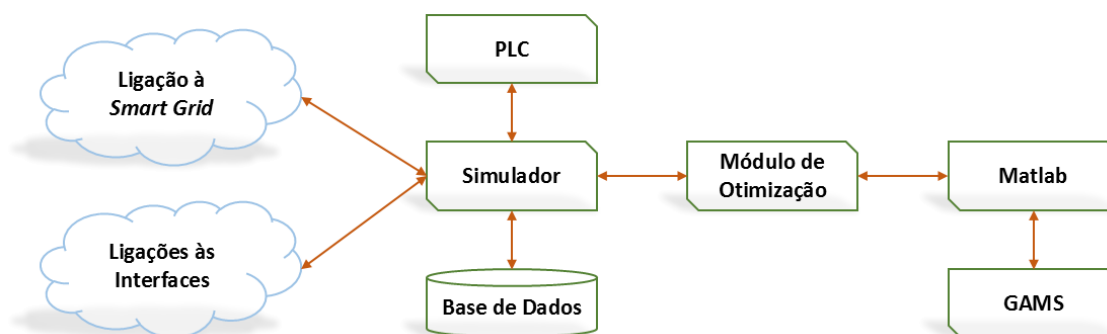 Ligação à
Smart Grid
PLC
Simulador
Módulo de
Otimização
Matlab
Ligações às
Interfaces
Base de Dados
GAMS